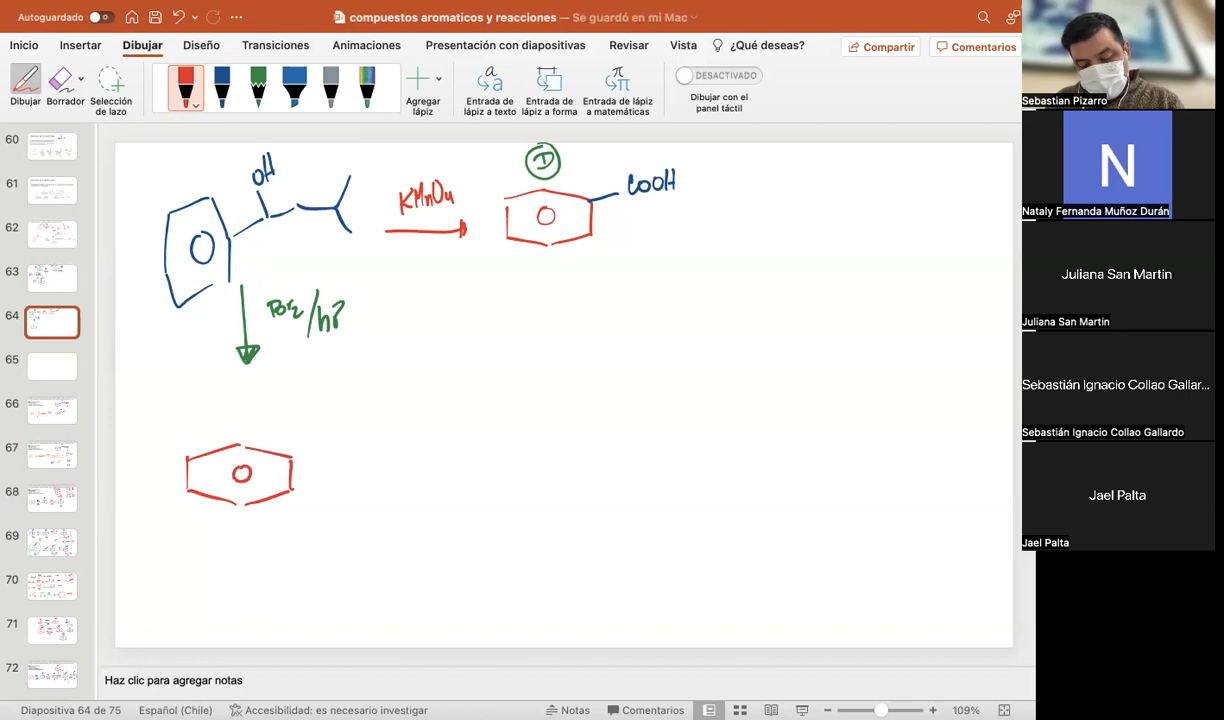 Autoguardado
compuestos aromaticos y reacciones — Se guardó en mi Mac
Inicio Insertar Dibujar Diseño Transiciones Animaciones Presentación con diapositivas Revisar Vista ¿Qué desea?
Compartir
Comentarios
Dibujar
Borrador
Selección de lazo
Agregar lápiz
Entrada de lápiz a texto
Entrada de lápiz a forma
Entrada de lápiz a matemáticas
DESACTIVADO
Dibujar con el panel táctil
60
61
62
63
64
65
66
67
68
69
70
71
72
OH
KMnO4
D
COOH
Br2/hν
Haz clic para agregar notas
Diapositiva 64 de 75
Español (Chile)
Accesibilidad: es necesario investigar
Notas
Comentarios
109%
Sebastian Pizarro
N
Nataly Fernanda Muñoz Durán
Juliana San Martin
Juliana San Martin
Sebastián Ignacio Collao Gallar...
Sebastián Ignacio Collao Gallardo
Jael Palta
Jael Palta